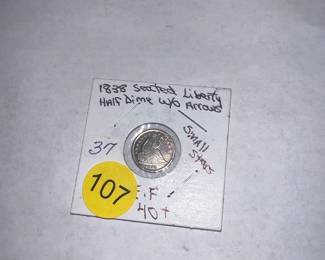 1838 Seated Liberty
Half Dime w/o Arrows
Small
Stars
37
107
E.F.
40+